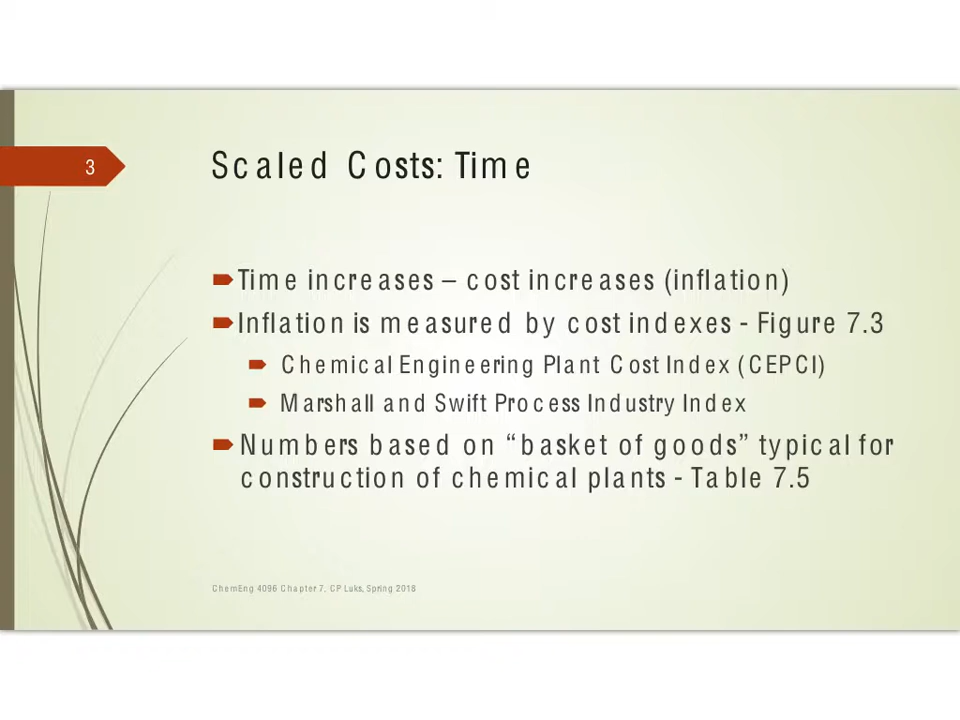 3
Scaled Costs: Time
Time increases – cost increases (inflation)
Inflation is measured by cost indexes - Figure 7.3
Chemical Engineering Plant Cost Index (CEPCI)
Marshall and Swift Process Industry Index
Numbers based on “basket of goods” typical for
construction of chemical plants - Table 7.5
ChemEng 4096 Chapter 7, CP Luks, Spring 2018